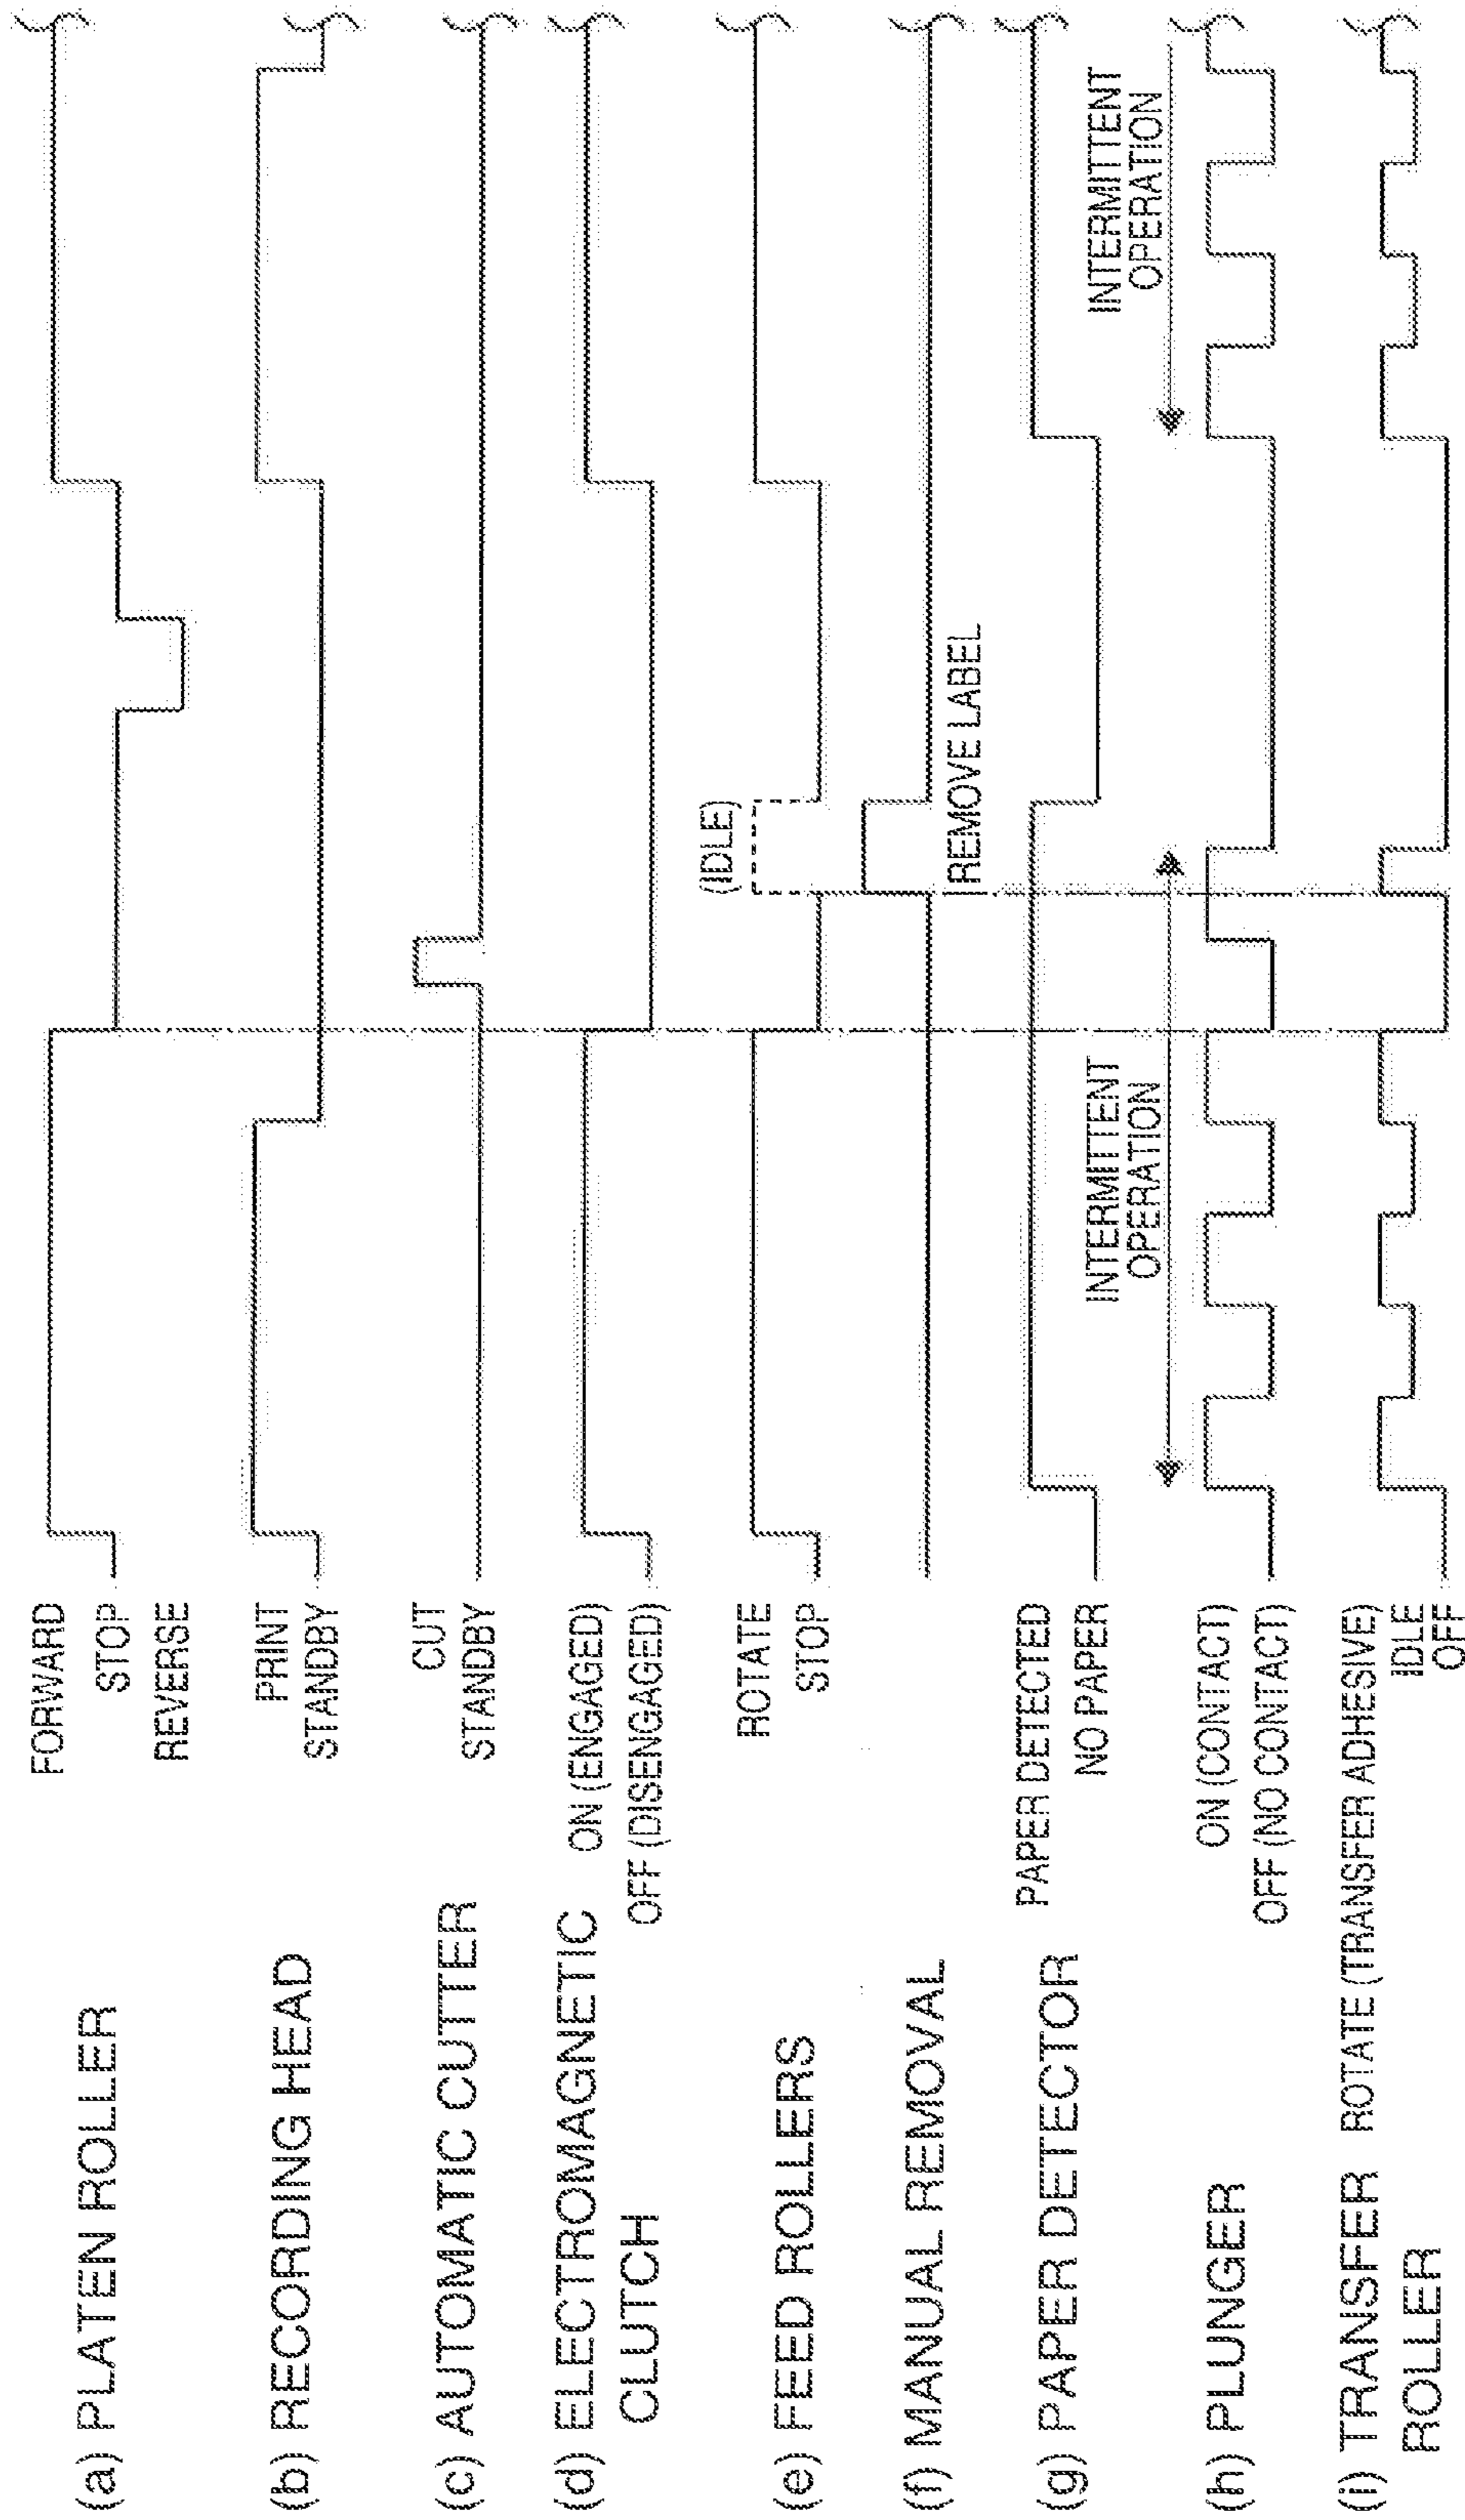 (a) PLATEN ROLLER
FORWARD
STOP
REVERSE
(b) RECORDING HEAD
PRINT
STANDBY
(c) AUTOMATIC CUTTER
CUT
STANDBY
(d) ELECTROMAGNETIC
CLUTCH
ON (ENGAGED)
OFF (DISENGAGED)
(e) FEED ROLLERS
ROTATE
STOP
(IDLE)
(f) MANUAL REMOVAL
REMOVE LABEL
(g) PAPER DETECTOR
PAPER DETECTED
NO PAPER
INTERMITTENT
OPERATION
INTERMITTENT
OPERATION
(h) PLUNGER
ON (CONTACT)
OFF (NO CONTACT)
(i) TRANSFER
ROLLER
ROTATE (TRANSFER ADHESIVE)
IDLE
OFF